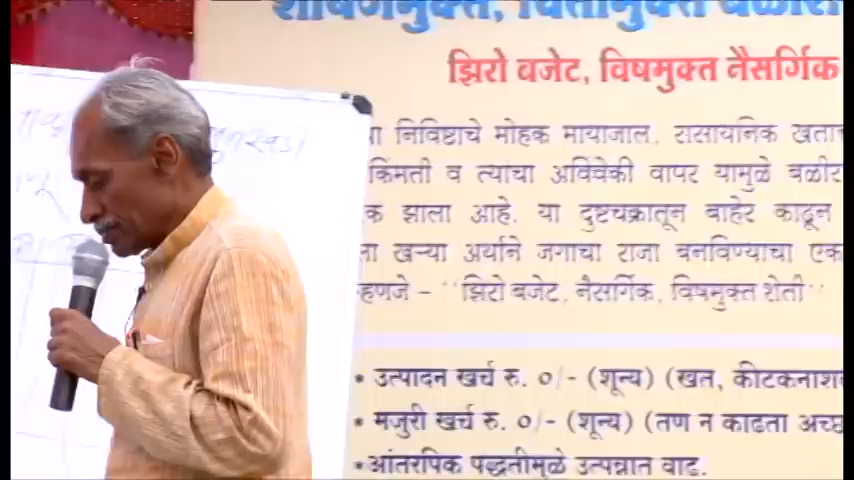 शोषणमुक्त, चिंतामुक्त बळीरा
झिरो बजेट, विषमुक्त नैसर्गिक
निविष्टाचे मोहक मायाजाल. रासायनिक खताच
किंमती व त्यांचा अविवेकी वापर यामुळे बळीर
क झाला आहे. या दुष्टचक्रातून बाहेर काढून
खऱ्या अर्थाने जगाचा राजा बनविण्याचा एक
म्हणजे – "झिरो बजेट, नैसर्गिक, विषमुक्त शेती"
• उत्पादन खर्च रु. ०/- (शून्य) (खत, कीटकनाश
• मजुरी खर्च रु. ०/- (शून्य) (तण न काढता अच्छ
• आंतरपिक पद्धतीमुळे उत्पन्नात वाढ.